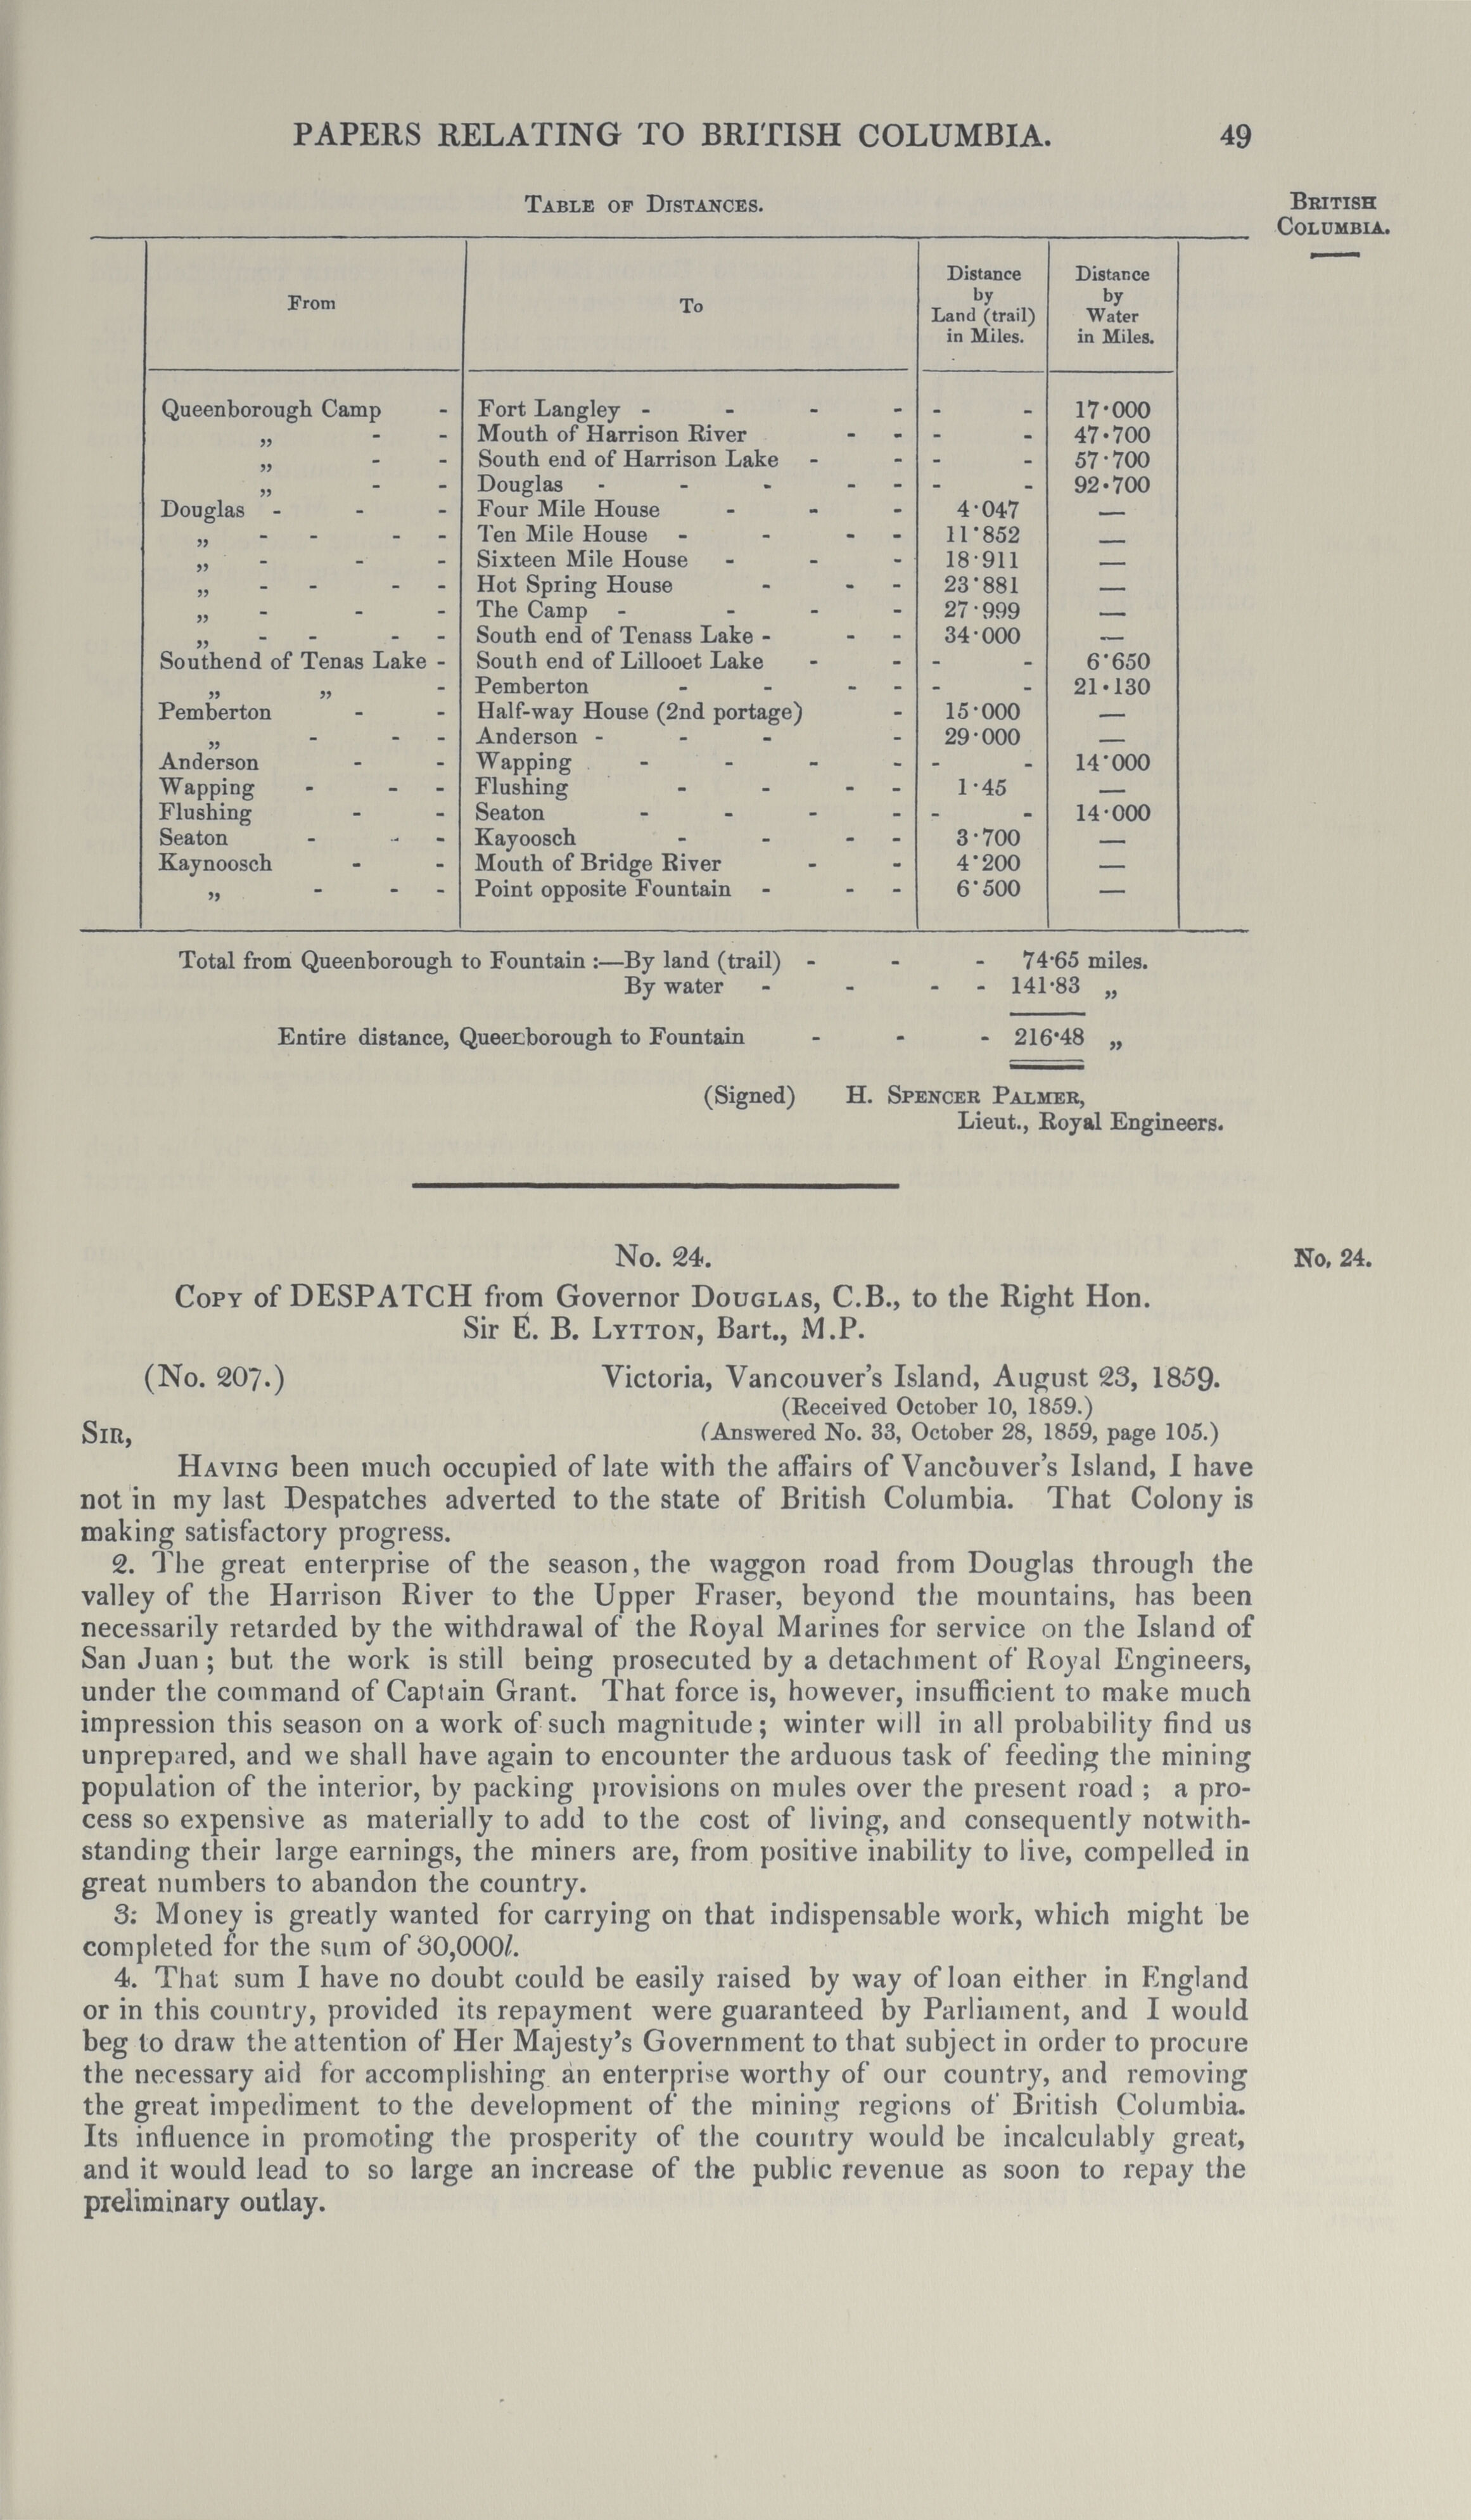 PAPERS RELATING TO BRITISH COLUMBIA. 49
TABLE OF DISTANCES.
BRITISH
COLUMBIA.
From To Distance by Land (trail) in Miles. Distance by Water in Miles.
Queenborough Camp - Fort Langley - - - - - - 17·000
„ - - Mouth of Harrison River - - - - 47·700
„ - - South end of Harrison Lake - - - - 57·700
„ - - Douglas - - - - - - - 92·700
Douglas - - - Four Mile House - - - 4·047 —
„ - - - - Ten Mile House - - - - 11·852 —
„ - - - Sixteen Mile House - - - 18·911 —
„ - - - - Hot Spring House - - - 23·881 —
„ - - - The Camp - - - - 27·999 —
„ - - - - South end of Tenass Lake - - - 34·000 —
Southend of Tenas Lake - South end of Lillooet Lake - - - - 6·650
„ „ - Pemberton - - - - - - 21·130
Pemberton - - Half-way House (2nd portage) - 15·000 —
„ - - - Anderson - - - - 29·000 —
Anderson - - Wapping - - - - - - 14·000
Wapping - - - Flushing - - - - 1·45 —
Flushing - - Seaton - - - - - - 14·000
Seaton - - - Kayoosch - - - - 3·700 —
Kaynoosch - - Mouth of Bridge River - - 4·200 —
„ - - - Point opposite Fountain - - - 6·500 —
Total from Queenborough to Fountain :—By land (trail) - - - 74·65 miles.
By water - - - - 141·83 „
Entire distance, Queenborough to Fountain - - - 216·48 „
(Signed) H. SPENCER PALMER,
Lieut., Royal Engineers.
No. 24.
No. 24.
COPY of DESPATCH from Governor DOUGLAS, C.B., to the Right Hon.
Sir E. B. LYTTON, Bart., M.P.
(No. 207.) Victoria, Vancouver's Island, August 23, 1859.
(Received October 10, 1859.)
SIR, (Answered No. 33, October 28, 1859, page 105.)
HAVING been much occupied of late with the affairs of Vancouver's Island, I have
not in my last Despatches adverted to the state of British Columbia. That Colony is
making satisfactory progress.
2. The great enterprise of the season, the waggon road from Douglas through the
valley of the Harrison River to the Upper Fraser, beyond the mountains, has been
necessarily retarded by the withdrawal of the Royal Marines for service on the Island of
San Juan; but the work is still being prosecuted by a detachment of Royal Engineers,
under the command of Captain Grant. That force is, however, insufficient to make much
impression this season on a work of such magnitude; winter will in all probability find us
unprepared, and we shall have again to encounter the arduous task of feeding the mining
population of the interior, by packing provisions on mules over the present road; a pro-
cess so expensive as materially to add to the cost of living, and consequently notwith-
standing their large earnings, the miners are, from positive inability to live, compelled in
great numbers to abandon the country.
3. Money is greatly wanted for carrying on that indispensable work, which might be
completed for the sum of 30,000l.
4. That sum I have no doubt could be easily raised by way of loan either in England
or in this country, provided its repayment were guaranteed by Parliament, and I would
beg to draw the attention of Her Majesty's Government to that subject in order to procure
the necessary aid for accomplishing an enterprise worthy of our country, and removing
the great impediment to the development of the mining regions of British Columbia.
Its influence in promoting the prosperity of the country would be incalculably great,
and it would lead to so large an increase of the public revenue as soon to repay the
preliminary outlay.